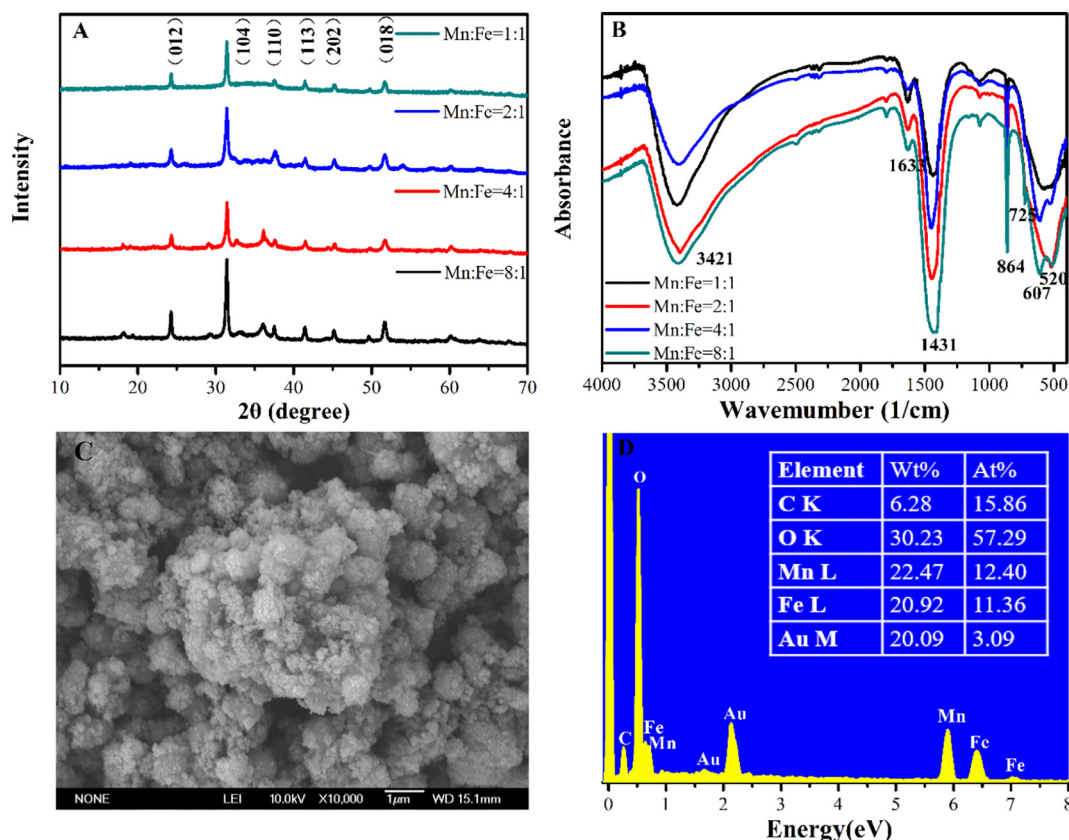 A
(012)
(104)
(110)
(113)
(202)
(018)
Mn:Fe=1:1
Mn:Fe=2:1
Mn:Fe=4:1
Mn:Fe=8:1
Intensity
10 20 30 40 50 60 70
2θ (degree)
B
Absorbance
1633
3421
725
864
520
607
1431
Mn:Fe=1:1
Mn:Fe=2:1
Mn:Fe=4:1
Mn:Fe=8:1
4000 3500 3000 2000 1500 1000 500
Wavemumber (1/cm)
C
NONE LEI 10.0kV X10,000 1μm WD 15.1mm
D
O
C
Fe
Mn
Au
Au
Mn
Fe
Fe
Element Wt% At%
C K 6.28 15.86
O K 30.23 57.29
Mn L 22.47 12.40
Fe L 20.92 11.36
Au M 20.09 3.09
0 1 2 3 4 5 6 7 8
Energy(eV)